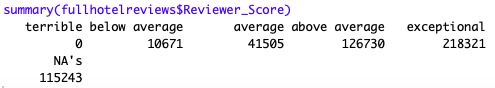 summary(fullhotelreviews$Reviewer_Score)
terrible below average average above average exceptional
0 10671 41505 126730 218321
NA's
115243